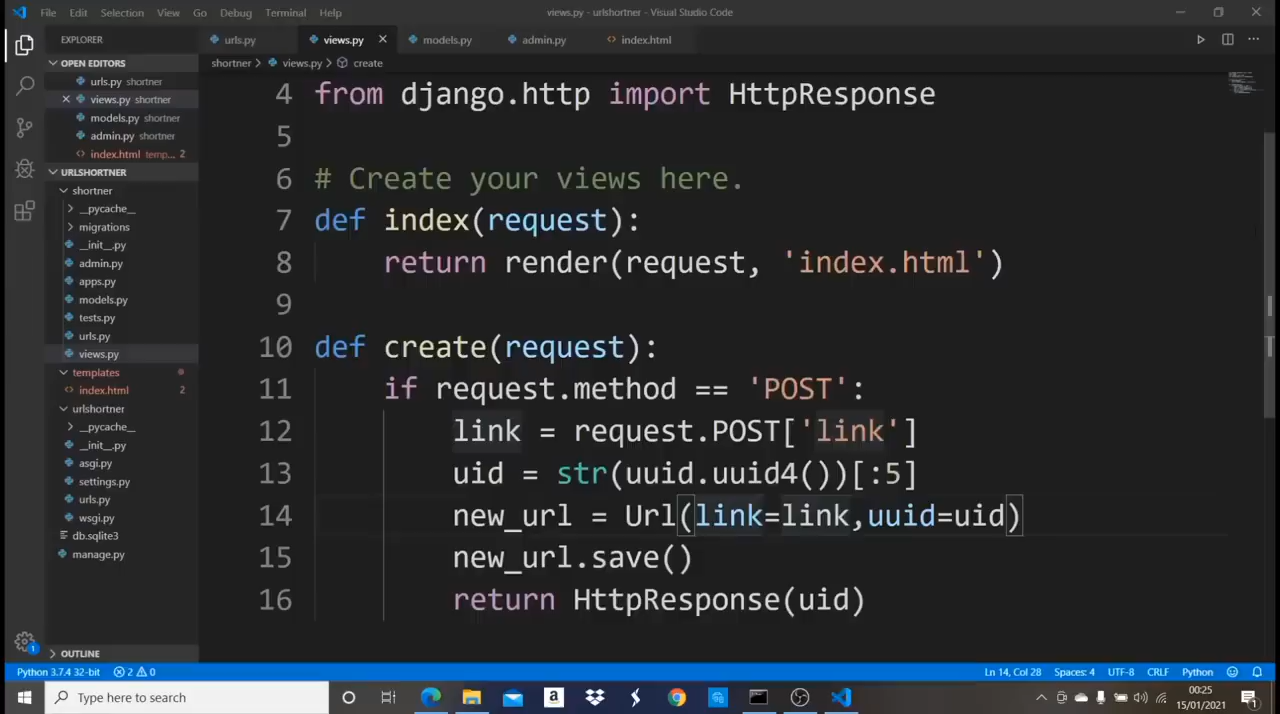 File Edit Selection View Go Debug Terminal Help
views.py - urlshortner - Visual Studio Code
EXPLORER
urls.py
views.py
models.py
admin.py
index.html
OPEN EDITORS
urls.py shortner
views.py shortner
models.py shortner
admin.py shortner
index.html temp... 2
URLSHORTNER
shortner
__pycache__
migrations
__init__.py
admin.py
apps.py
models.py
tests.py
urls.py
views.py
templates
index.html 2
urlshortner
__pycache__
__init__.py
asgi.py
settings.py
urls.py
wsgi.py
db.sqlite3
manage.py
OUTLINE
shortner > views.py > create
4 from django.http import HttpResponse
5
6 # Create your views here.
7 def index(request):
8 return render(request, 'index.html')
9
10 def create(request):
11 if request.method == 'POST':
12 link = request.POST['link']
13 uid = str(uuid.uuid4())[:5]
14 new_url = Url(link=link,uuid=uid)
15 new_url.save()
16 return HttpResponse(uid)
1
Python 3.7.4 32-bit 2 0
Ln 14, Col 28 Spaces: 4 UTF-8 CRLF Python
Type here to search
a
00:25
15/01/2021
1